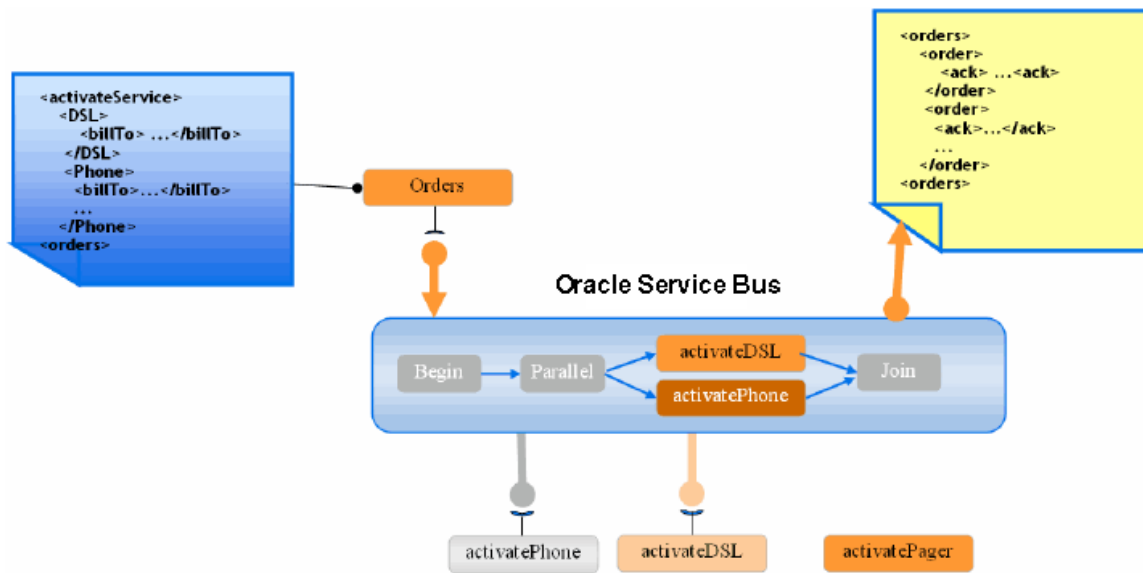 <activateService>
<DSL>
<billTo> ...</billTo>
</DSL>
<Phone>
<billTo>...</billTo>
...
</Phone>
<orders>
Orders
<orders>
<order>
<ack> ...<ack>
</order>
<order>
<ack>...</ack>
...
</order>
<orders>
Oracle Service Bus
Begin
Parallel
activateDSL
activatePhone
Join
activatePhone
activateDSL
activatePager